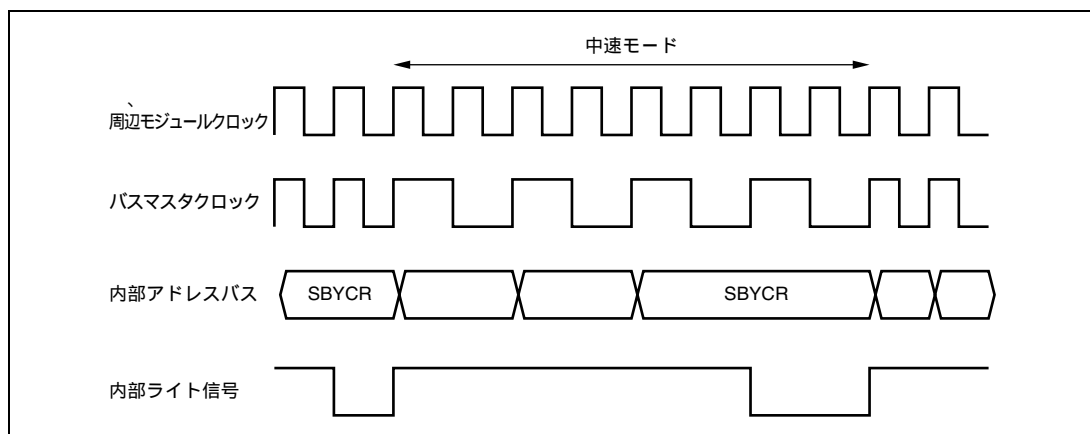 中速モード
周辺モジュールクロック
バスマスタクロック
内部アドレスバス
SBYCR
SBYCR
内部ライト信号